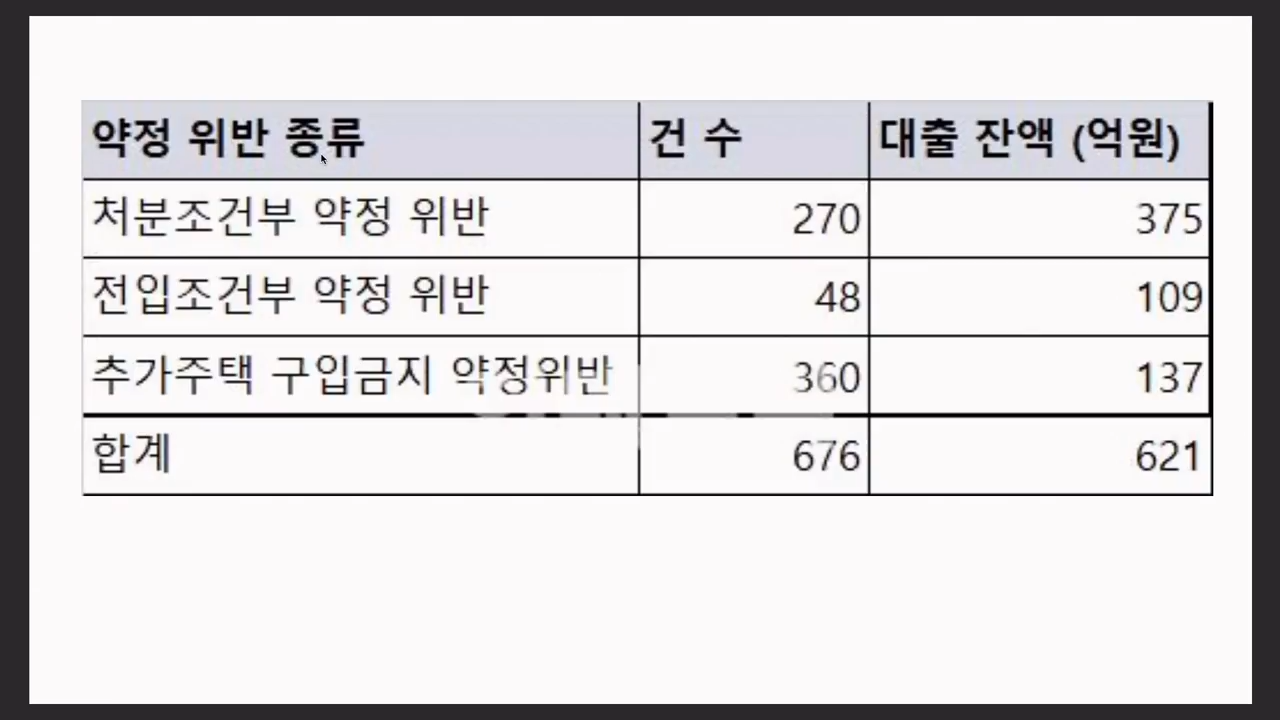 약정 위반 종류 건 수 대출 잔액 (억원)
처분조건부 약정 위반 270 375
전입조건부 약정 위반 48 109
추가주택 구입금지 약정위반 360 137
합계 676 621